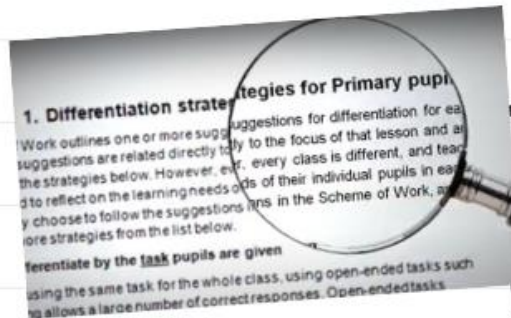 1. Differentiation strategies for Primary pupi
Work outlines one or more suggestions for differentiation for ea
suggestions are related directly to the focus of that lesson and a
the strategies below. However, every class is different, and teac
d to reflect on the learning needs of their individual pupils in ea
y choose to follow the suggestions in the Scheme of Work, a
ore strategies from the list below.
ferentiate by the task pupils are given
using the same task for the whole class, using open-ended tasks such
ng allows a large number of correct responses. Open-ended tasks